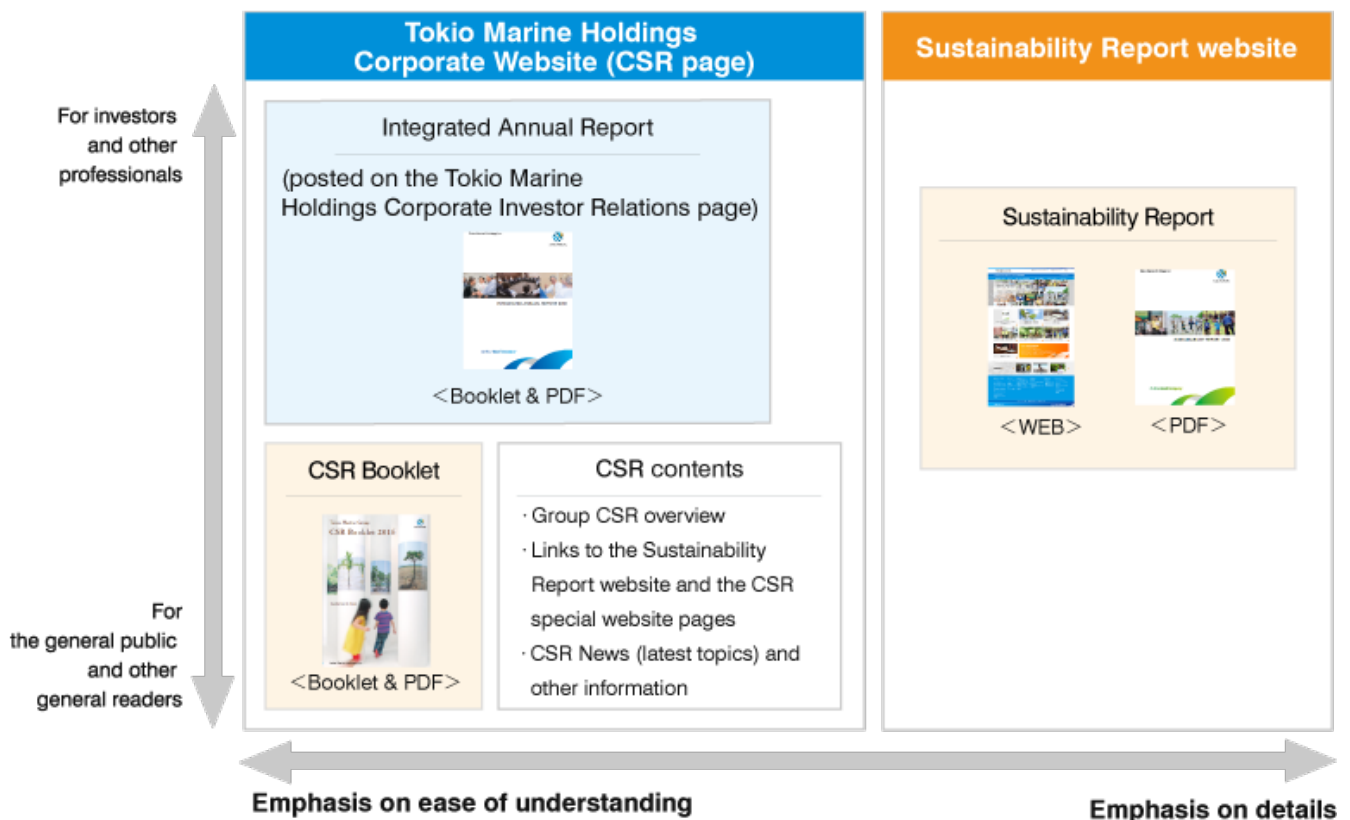 Tokio Marine Holdings
Corporate Website (CSR page)
Sustainability Report website
For investors
and other
professionals
Integrated Annual Report
(posted on the Tokio Marine
Holdings Corporate Investor Relations page)
<Booklet & PDF>
Sustainability Report
<WEB>
<PDF>
CSR Booklet
CSR Booklet 2016
<Booklet & PDF>
CSR contents
· Group CSR overview
· Links to the Sustainability
Report website and the CSR
special website pages
· CSR News (latest topics) and
other information
For
the general public
and other
general readers
Emphasis on ease of understanding
Emphasis on details